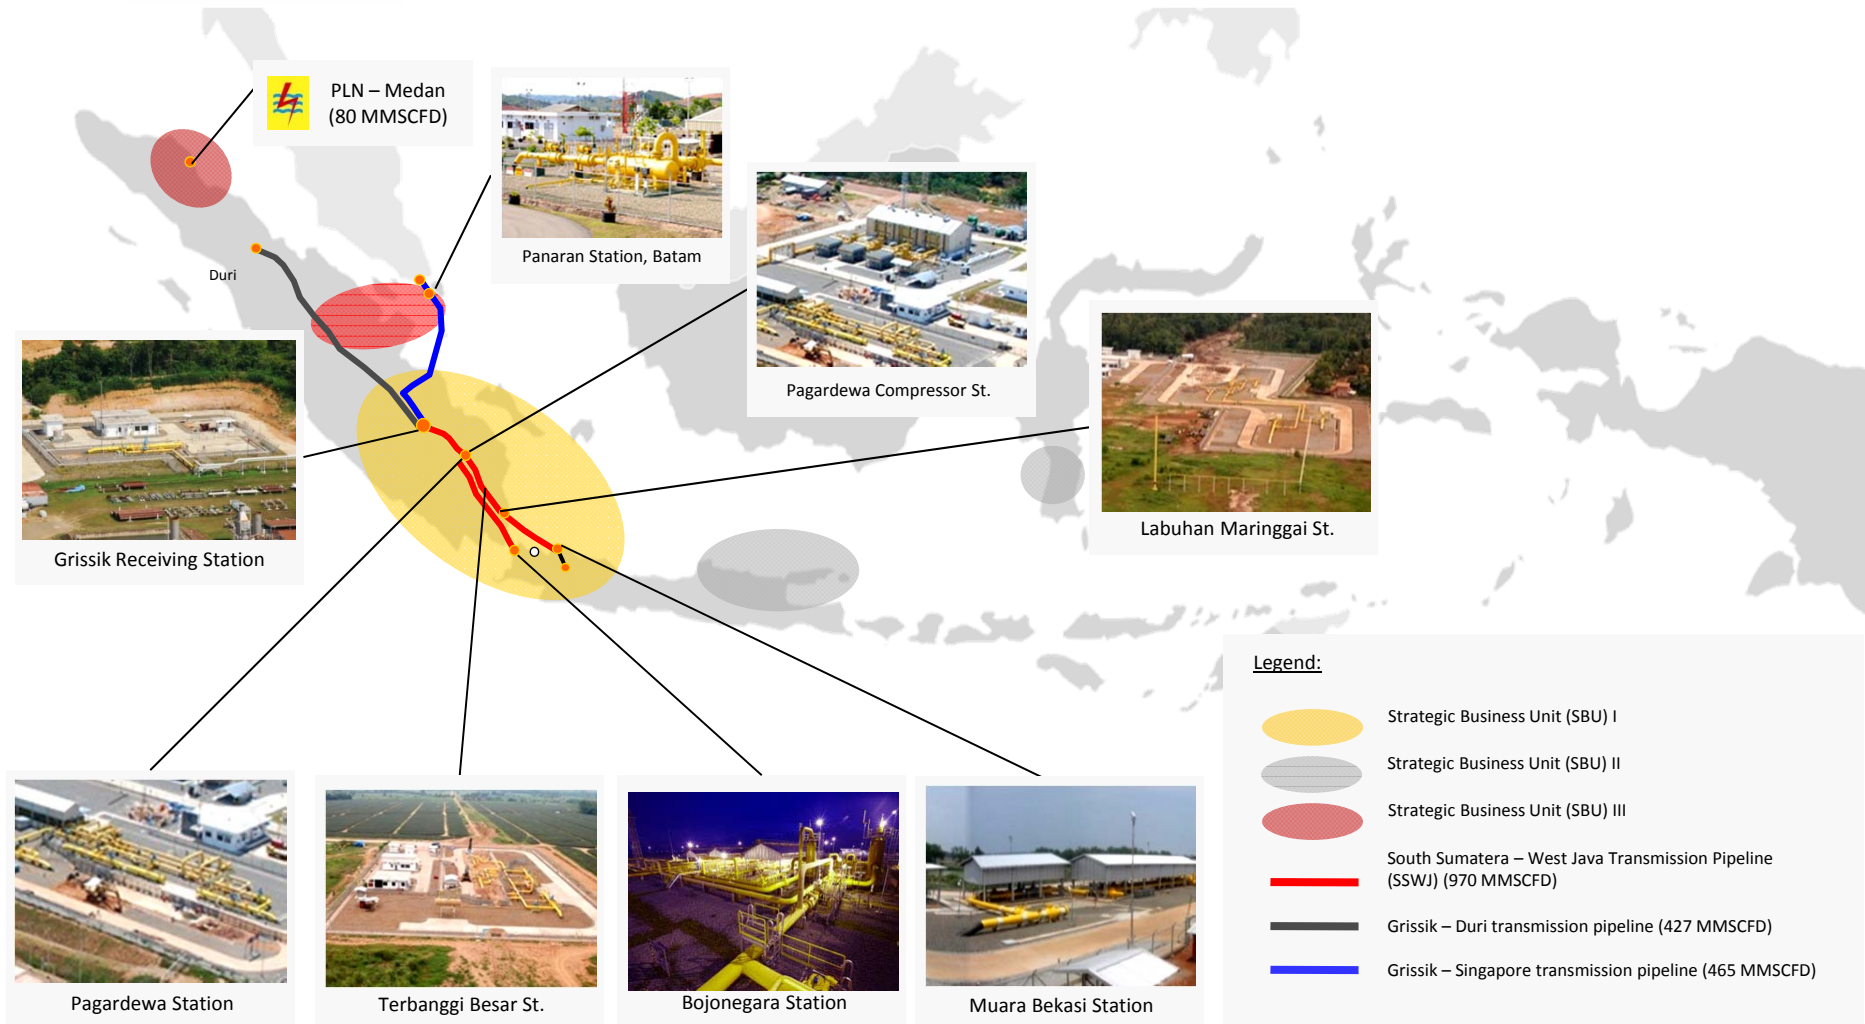 PLN – Medan
(80 MMSCFD)
Panaran Station, Batam
Pagardewa Compressor St.
Duri
Labuhan Maringgai St.
Grissik Receiving Station
Legend:
Strategic Business Unit (SBU) I
Strategic Business Unit (SBU) II
Strategic Business Unit (SBU) III
South Sumatera – West Java Transmission Pipeline
(SSWJ) (970 MMSCFD)
Grissik – Duri transmission pipeline (427 MMSCFD)
Grissik – Singapore transmission pipeline (465 MMSCFD)
Pagardewa Station
Terbanggi Besar St.
Bojonegara Station
Muara Bekasi Station